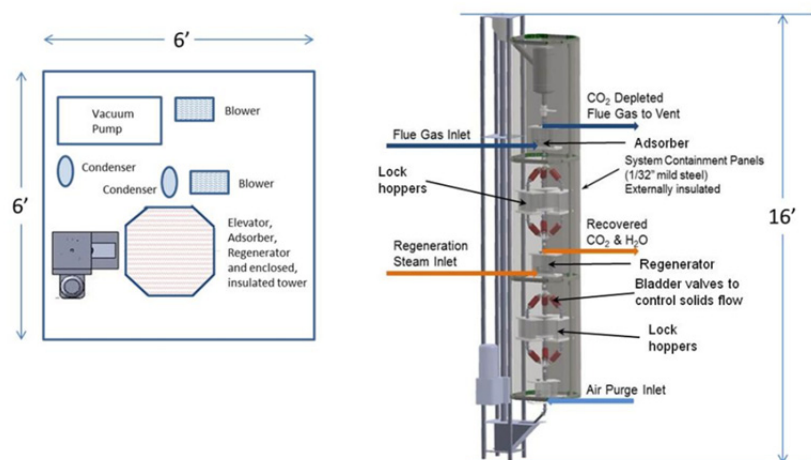 6’
6’
Vacuum
Pump
Blower
Condenser
Condenser
Blower
Elevator,
Adsorber,
Regenerator
and enclosed,
insulated tower
16’
CO₂ Depleted
Flue Gas to Vent
Flue Gas Inlet
Adsorber
System Containment Panels
(1/32” mild steel)
Externally insulated
Lock
hoppers
Recovered
CO₂ & H₂O
Regeneration
Steam Inlet
Regenerator
Bladder valves to
control solids flow
Lock
hoppers
Air Purge Inlet